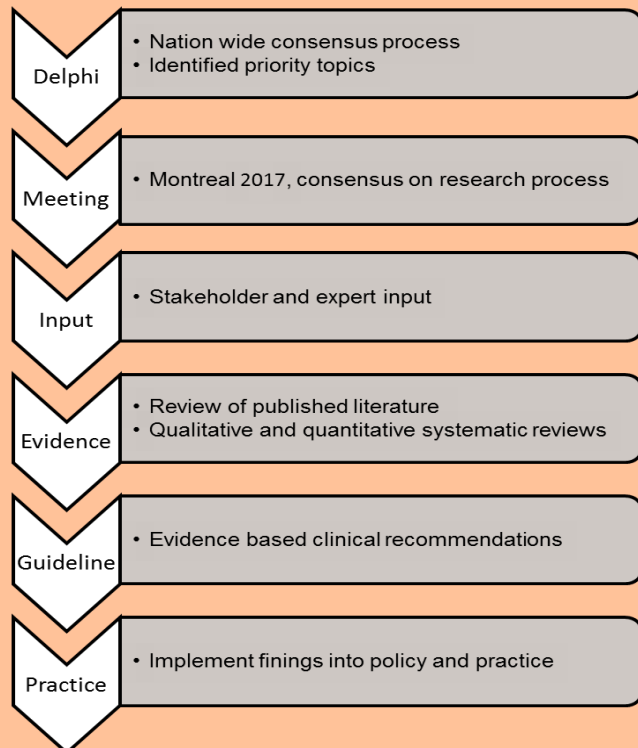 Delphi
• Nation wide consensus process
• Identified priority topics
Meeting
• Montreal 2017, consensus on research process
Input
• Stakeholder and expert input
Evidence
• Review of published literature
• Qualitative and quantitative systematic reviews
Guideline
• Evidence based clinical recommendations
Practice
• Implement finings into policy and practice